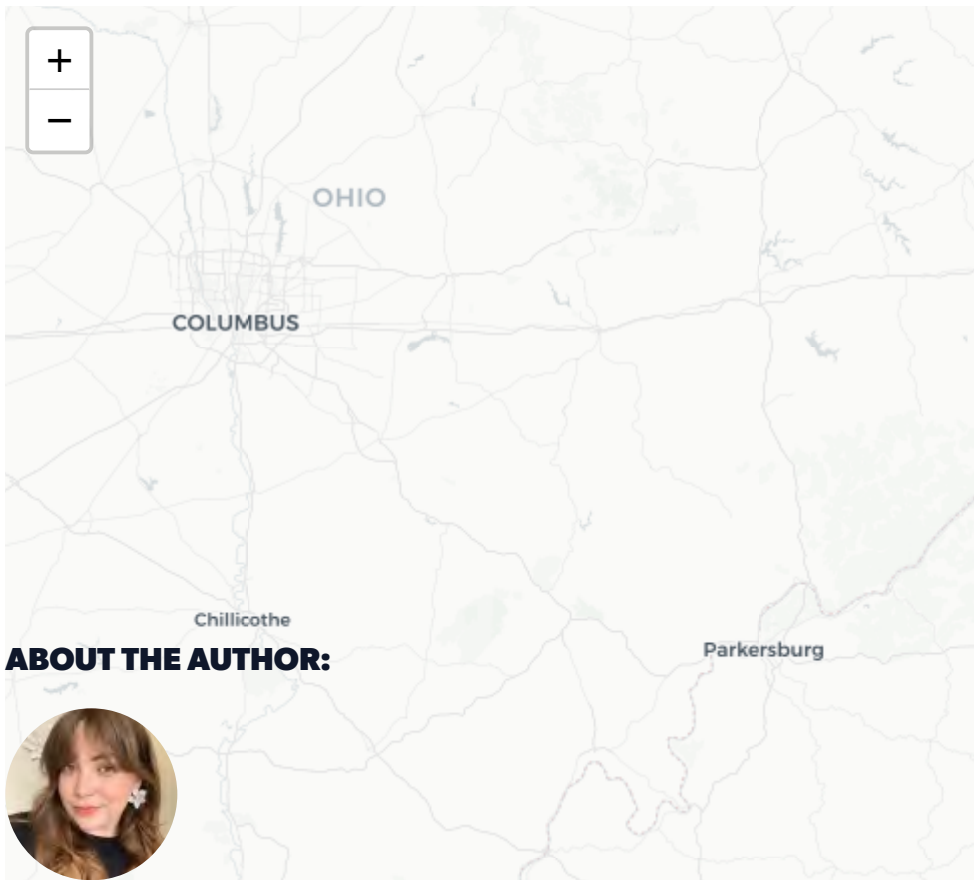 +
−
OHIO
COLUMBUS
Chillicothe
ABOUT THE AUTHOR:
Parkersburg